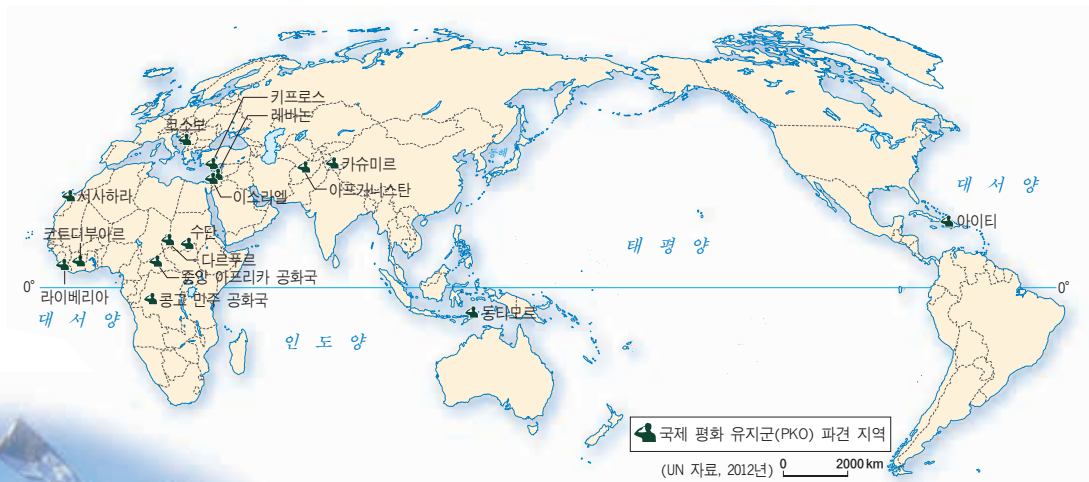 키프로스
레바논
코소보
카슈미르
동해
이스라엘
아프가니스탄
서사하라
대 서 양
아이티
코트디부아르
수단
다르푸르
태 평 양
중앙 아프리카 공화국
0°
0°
라이베리아
콩고 민주 공화국
대 서 양
동티모르
인 도 양
국제 평화 유지군(PKO) 파견 지역
(UN 자료, 2012년)
0 2000 km